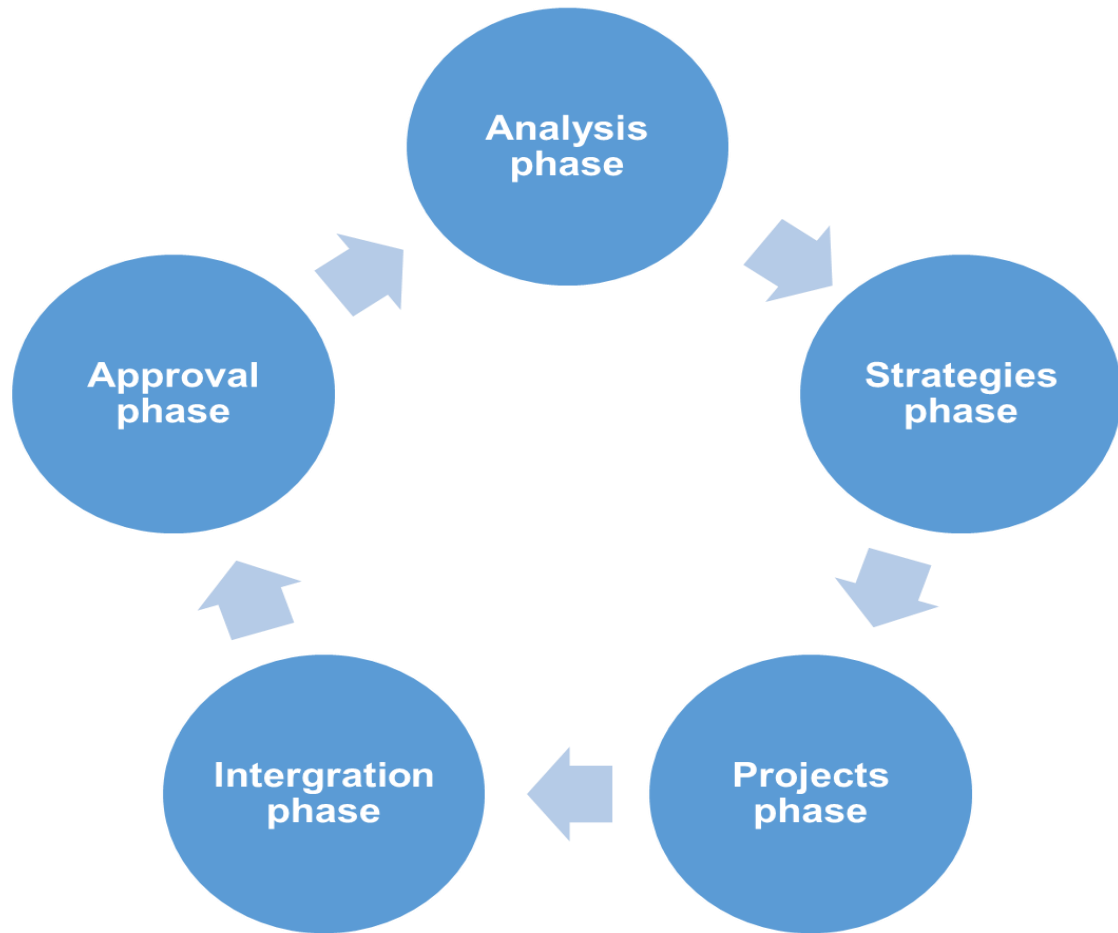 Analysis
phase
Strategies
phase
Projects
phase
Intergration
phase
Approval
phase